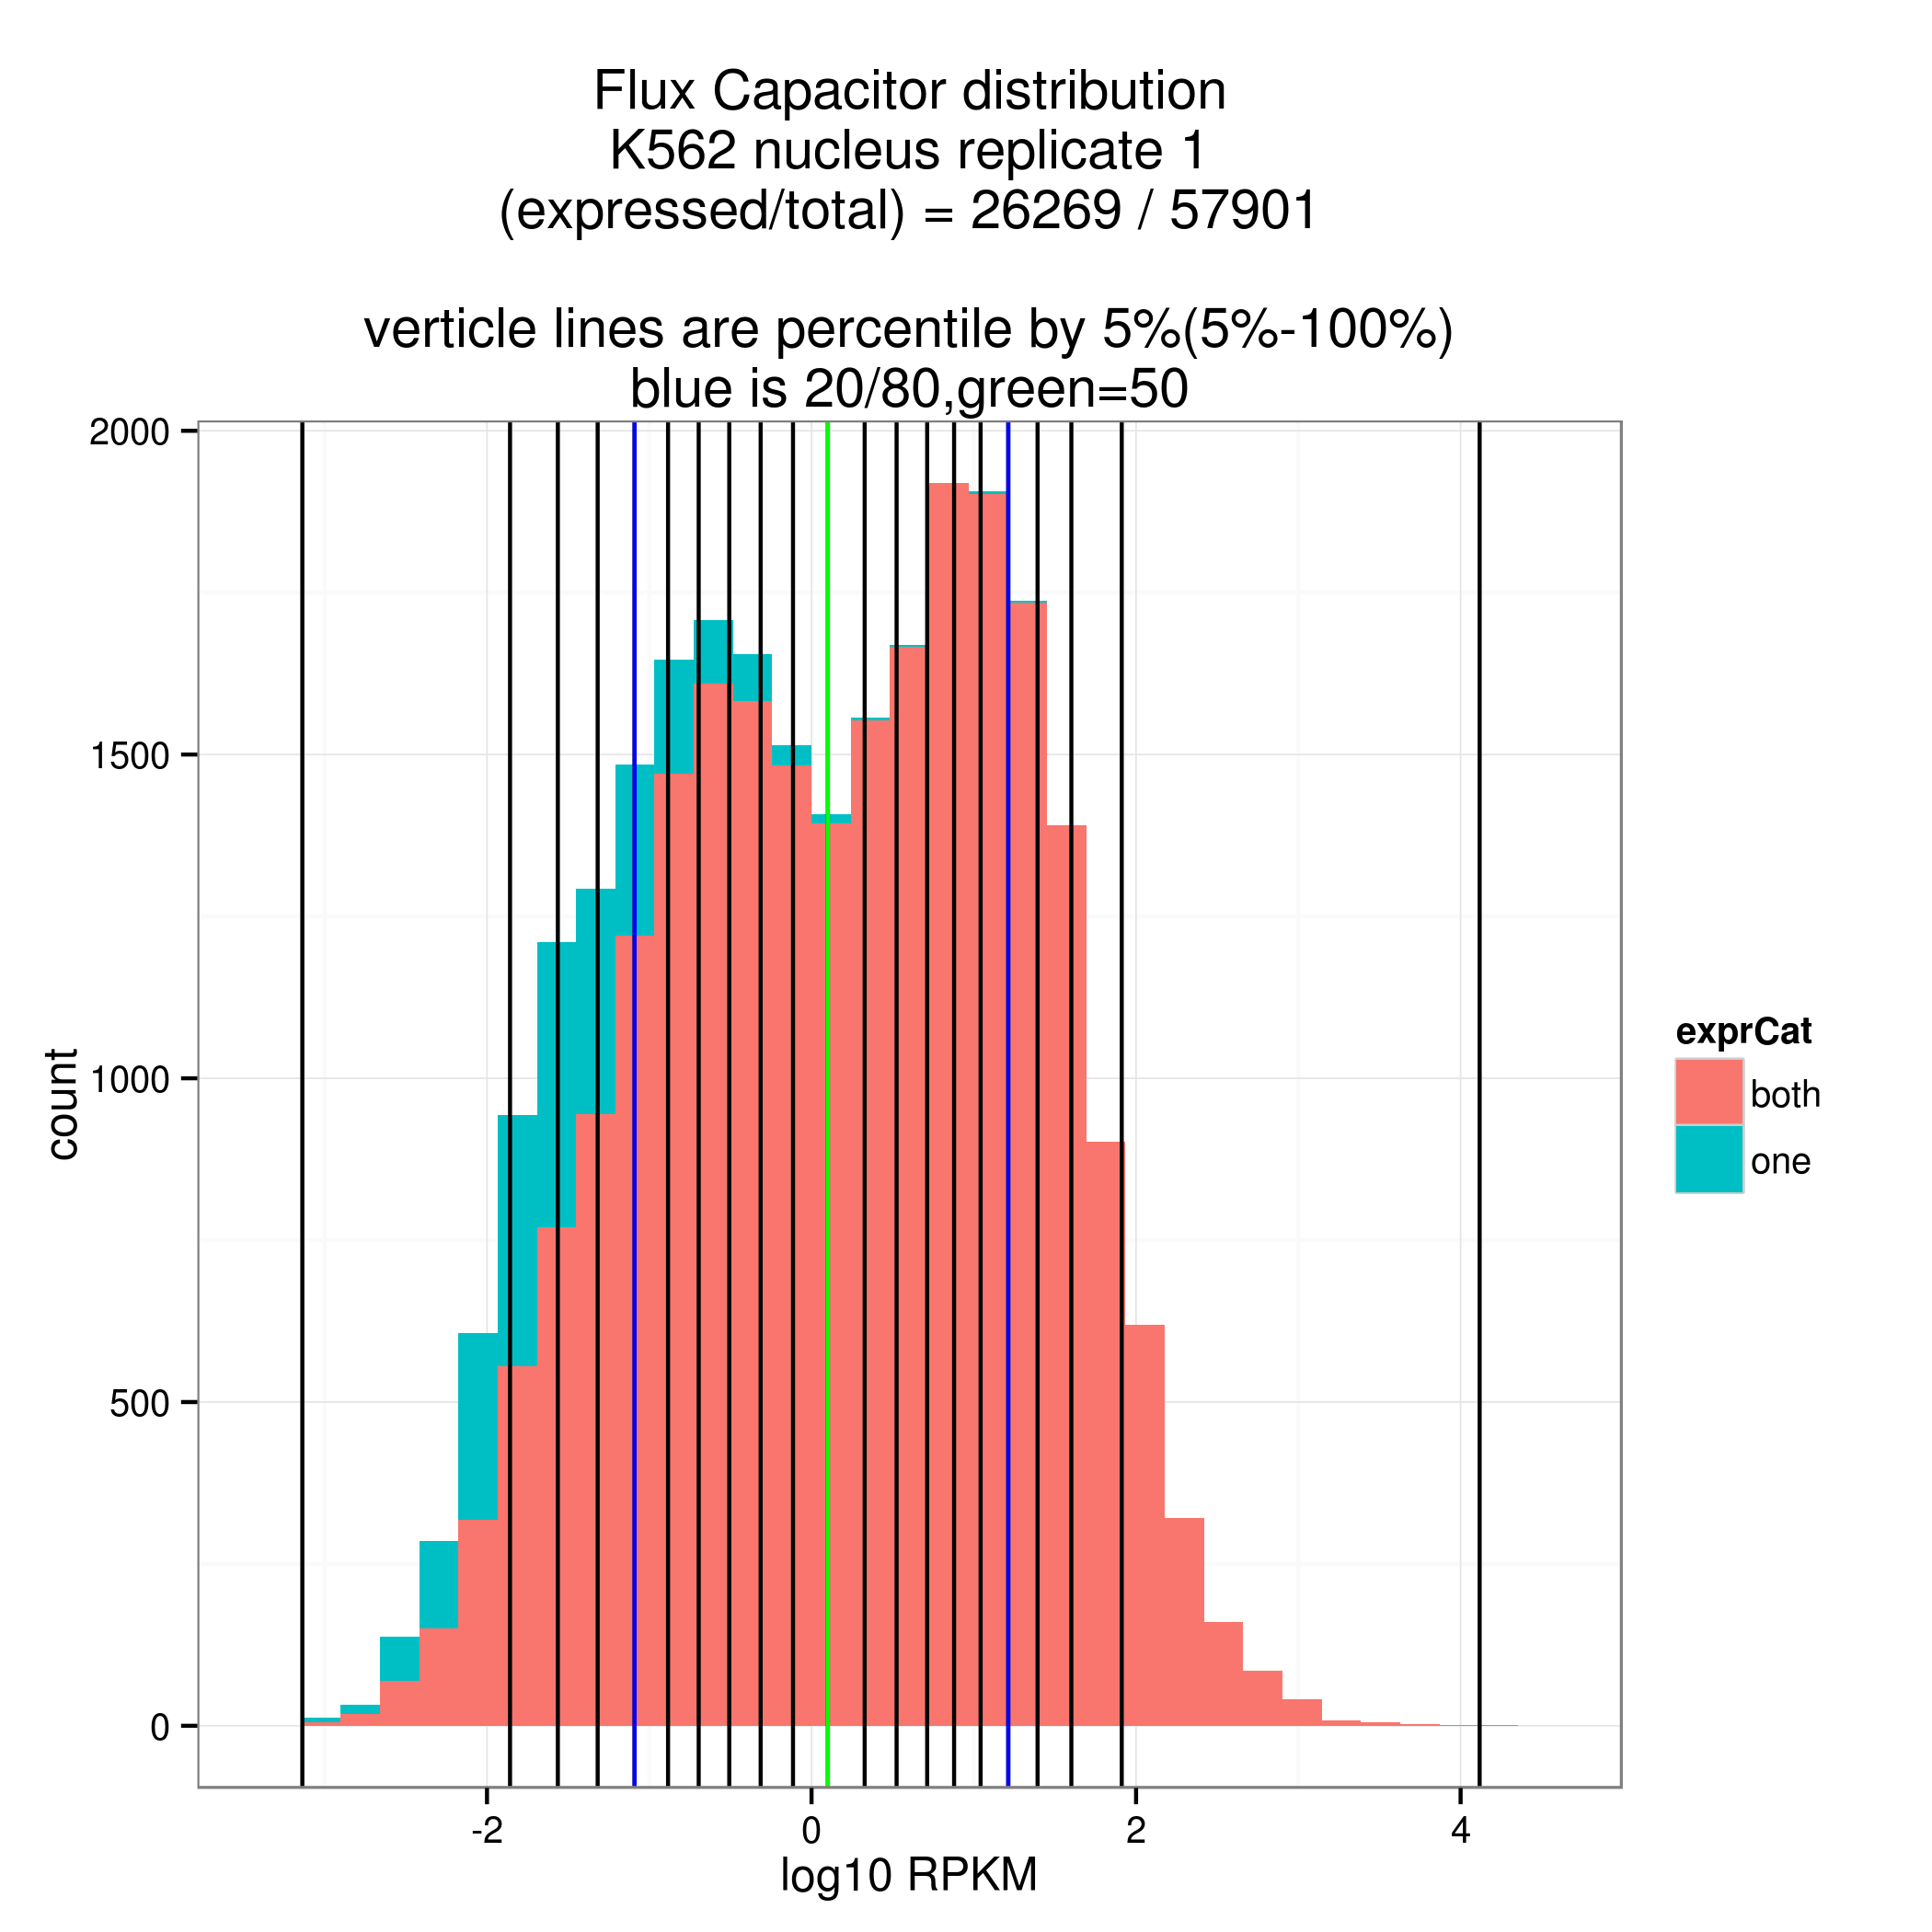 Flux Capacitor distribution
K562 nucleus replicate 1
(expressed/total) = 26269 / 57901
verticle lines are percentile by 5%(5%-100%)
blue is 20/80,green=50
2000
1500
1000
500
0
count
-2
0
2
4
log10 RPKM
exprCat
both
one